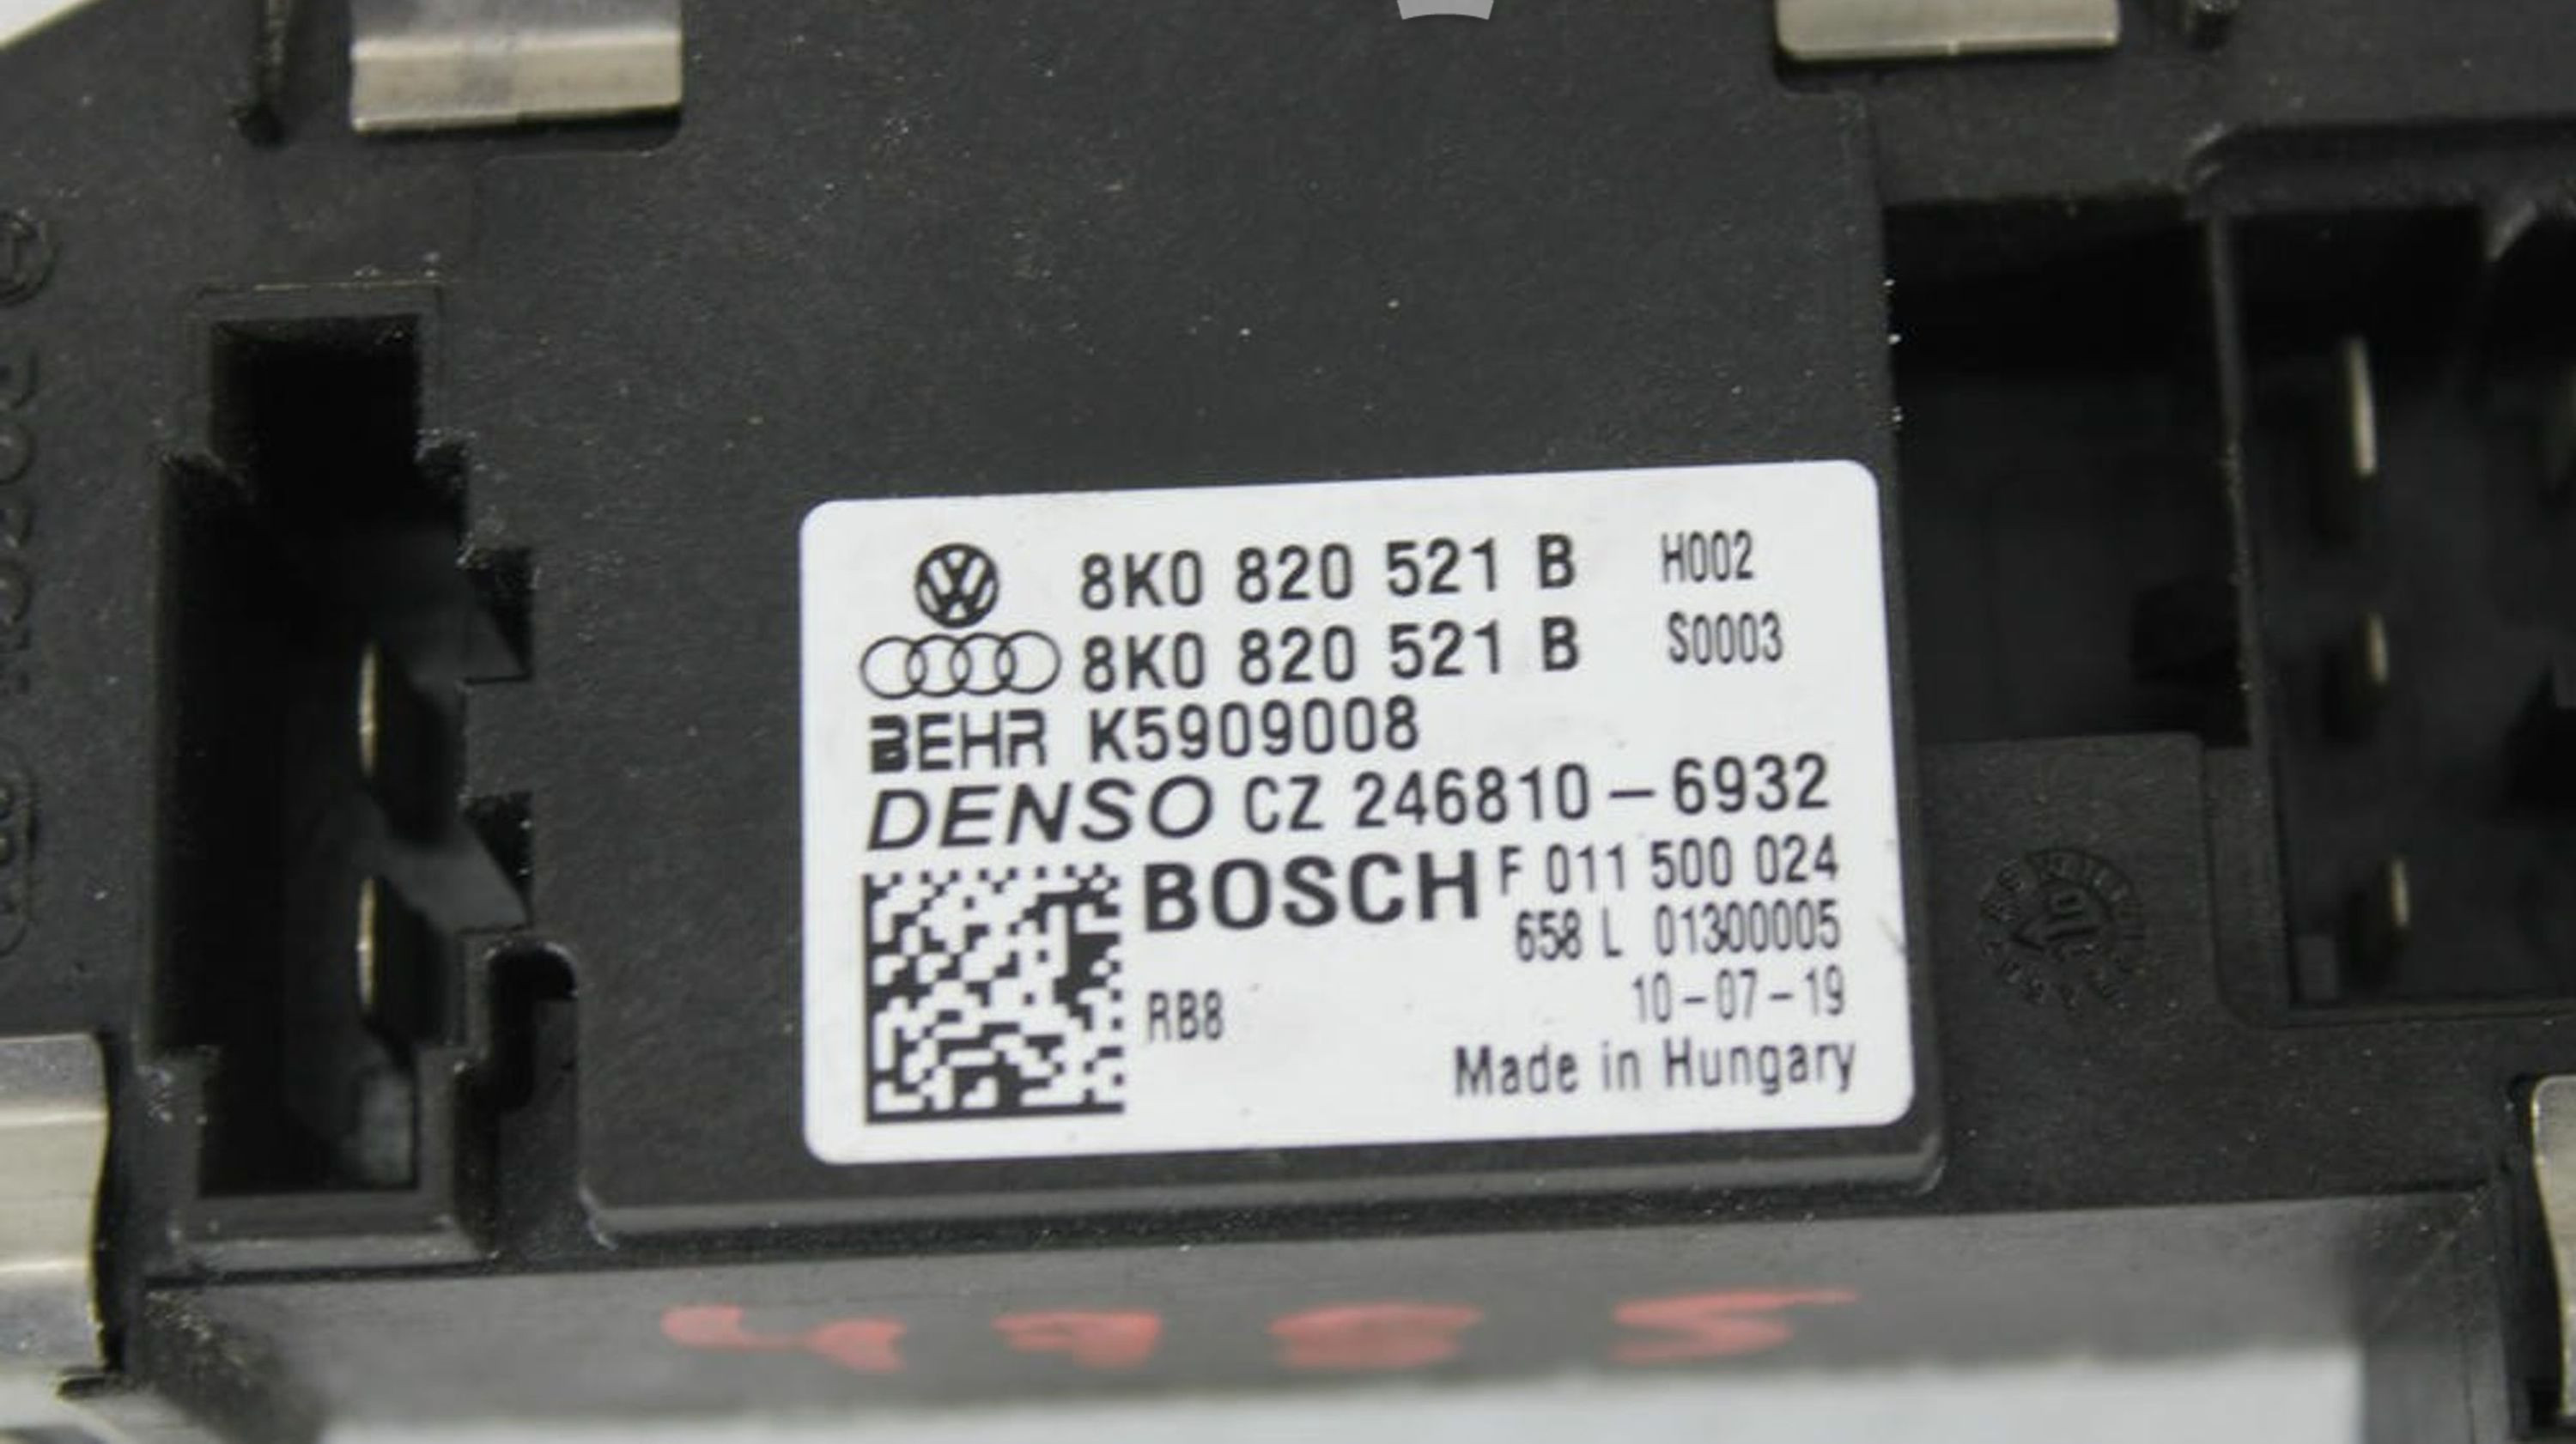 8K0 820 521 B H002
8K0 820 521 B S0003
BEHR K5909008
DENSO CZ 246810-6932
BOSCH F 011 500 024
658 L 01300005
RB8 10-07-19
Made in Hungary